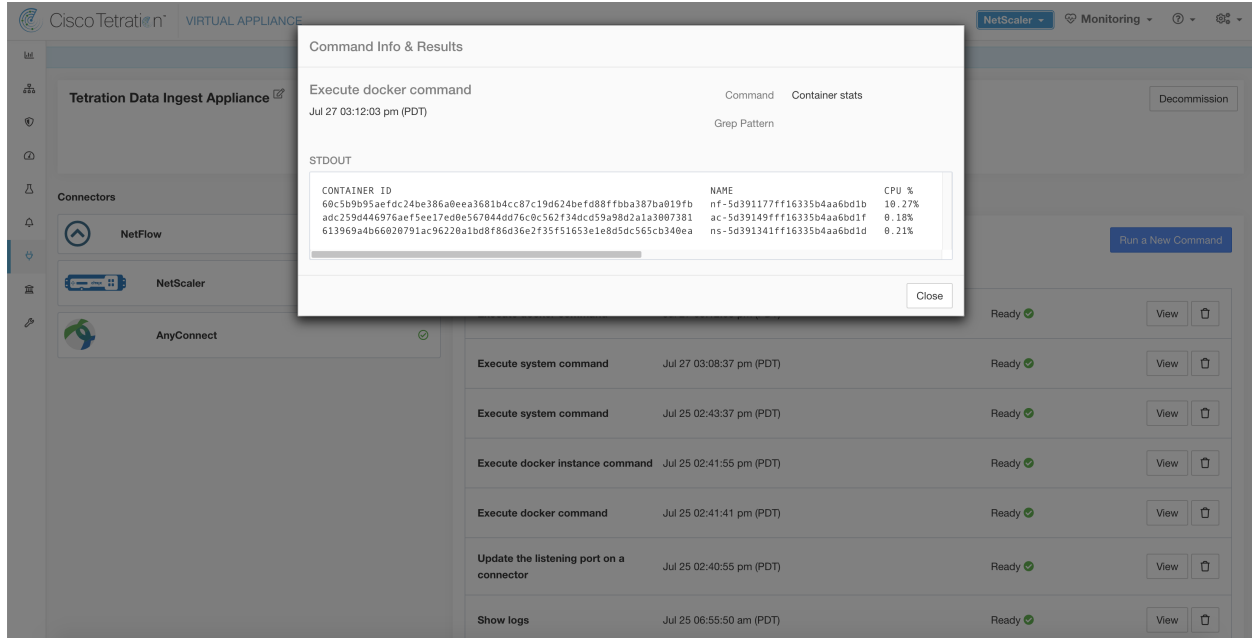 Cisco Tetration™ VIRTUAL APPLIANCE
NetScaler
Monitoring
Tetration Data Ingest Appliance
Decommission
Connectors
NetFlow
NetScaler
AnyConnect
Run a New Command
Command Info & Results
Execute docker command
Jul 27 03:12:03 pm (PDT)
Command Container stats
Grep Pattern
STDOUT
CONTAINER ID NAME CPU %
60c5b9b95aefdc24be386a0eea3681b4cc87c19d624befd88ffbba387ba019fb nf-5d391177ff16335b4aa6bd1b 10.27%
adc259d446976aef5ee17ed0e567044dd76c0c562f34dcd59a98d2a1a3007381 ac-5d39149fff16335b4aa6bd1f 0.18%
613969a4b66020791ac96220a1bd8f86d36e2f35f51653e1e8d5dc565cb340ea ns-5d391341ff16335b4aa6bd1d 0.21%
Close
Ready View
Execute system command Jul 27 03:08:37 pm (PDT) Ready View
Execute system command Jul 25 02:43:37 pm (PDT) Ready View
Execute docker instance command Jul 25 02:41:55 pm (PDT) Ready View
Execute docker command Jul 25 02:41:41 pm (PDT) Ready View
Update the listening port on a
connector Jul 25 02:40:55 pm (PDT) Ready View
Show logs Jul 25 06:55:50 am (PDT) Ready View